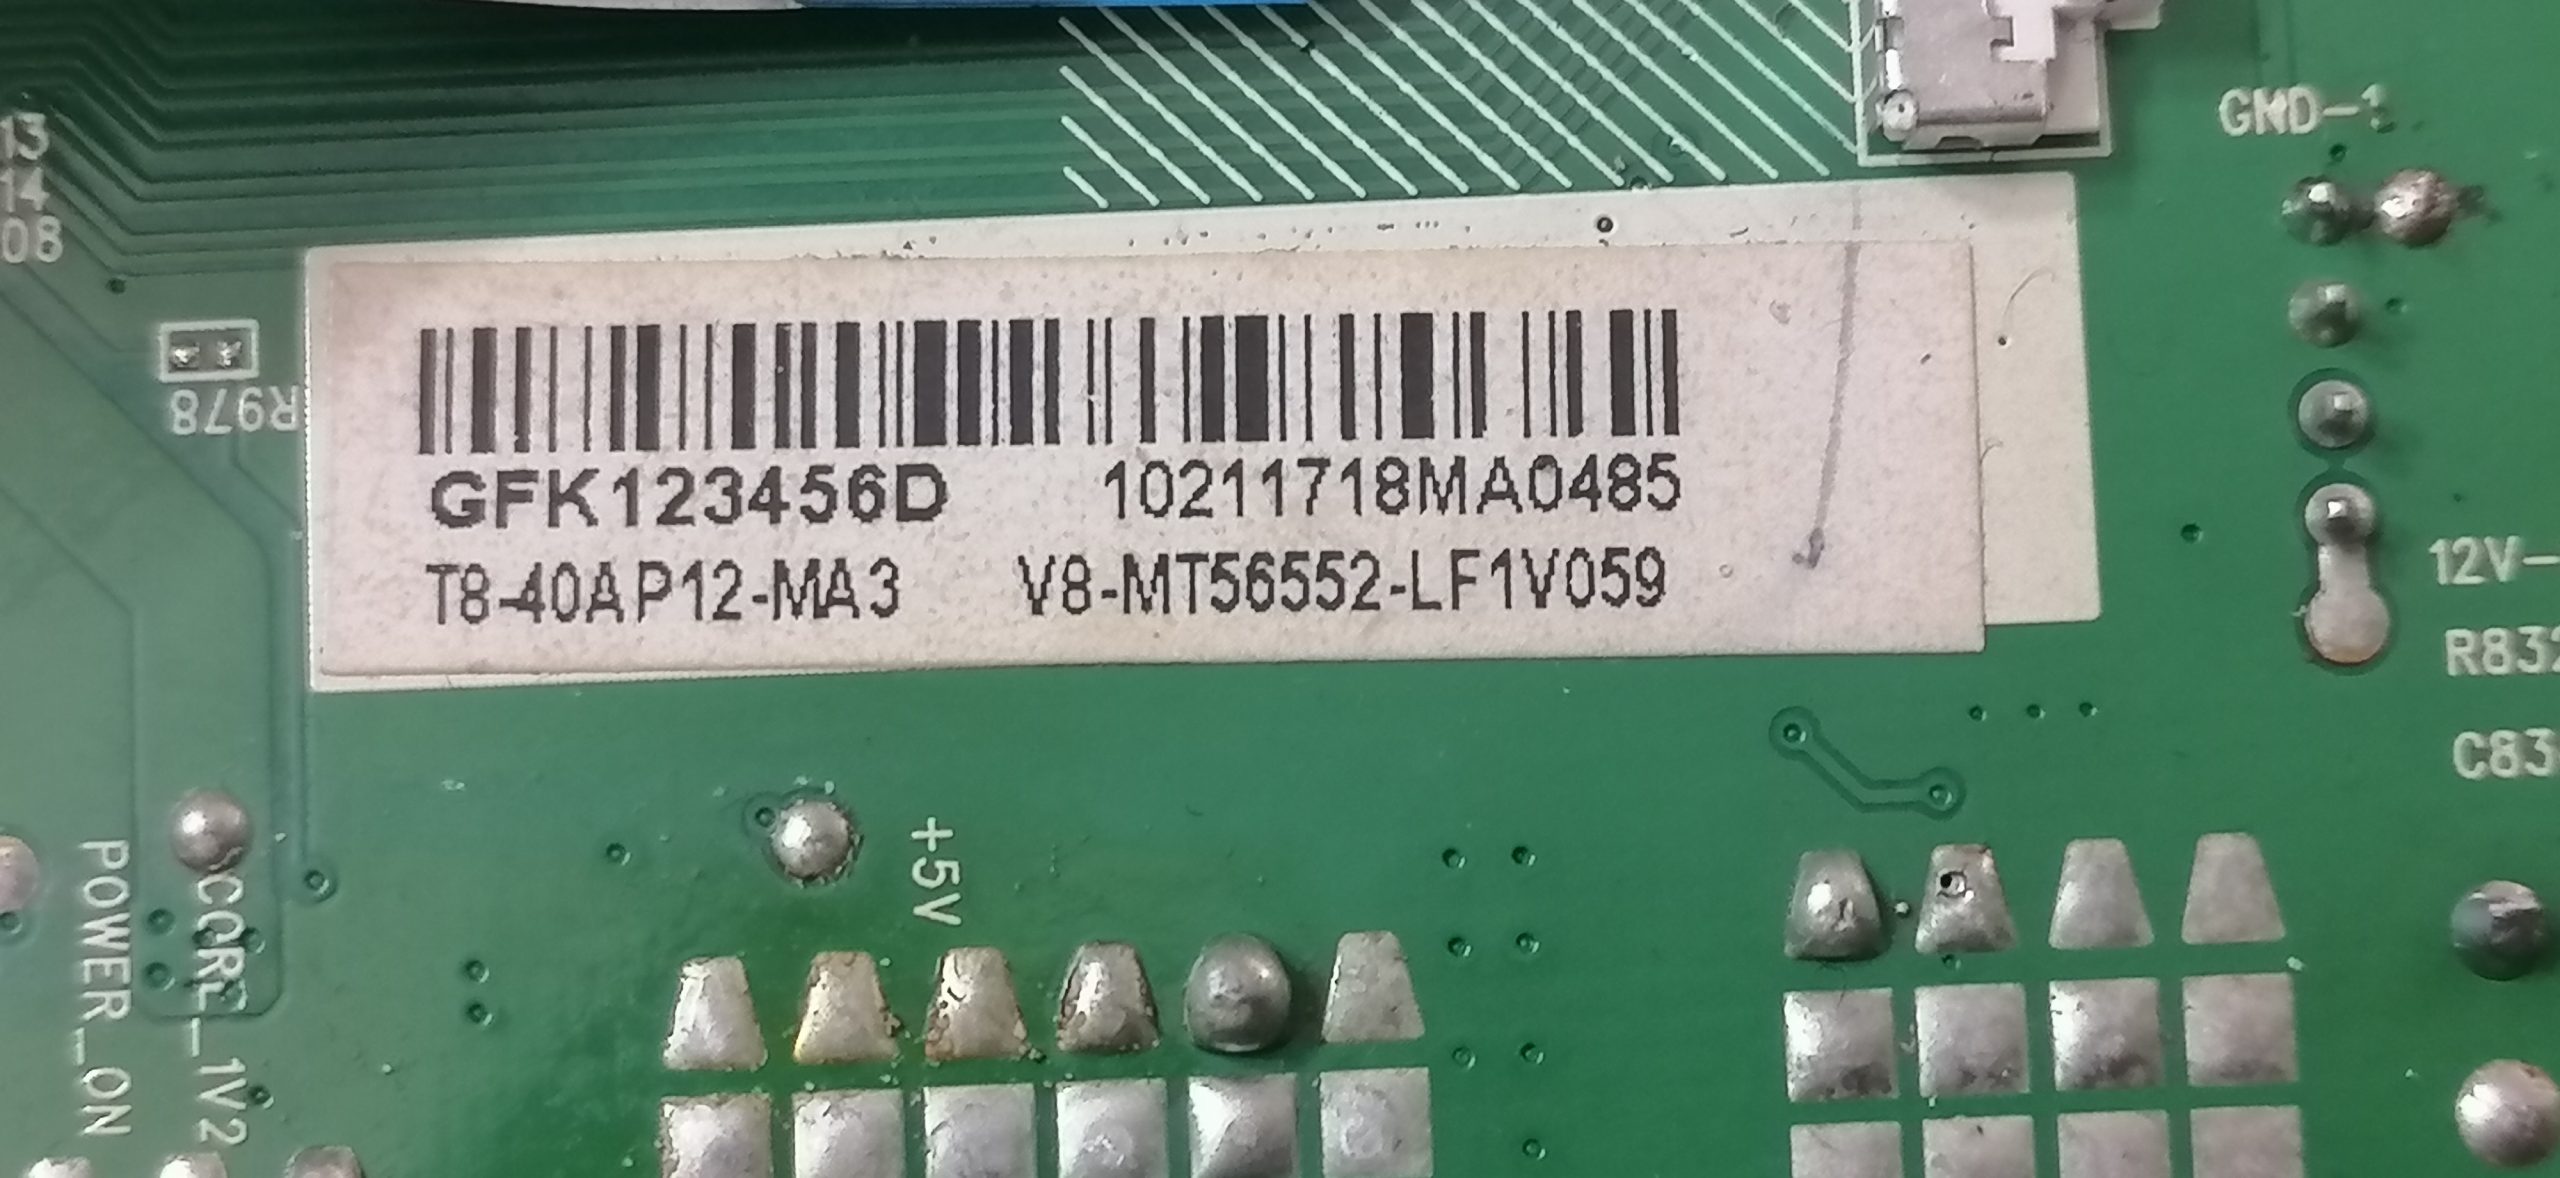 13
14
08
GND-1
R978
GFK123456D 10211718MA0485
T8-40AP12-MA3 V8-MT56552-LF1V059
12V-
R832
C83
+5V
POWER_ON
CORE_1V2